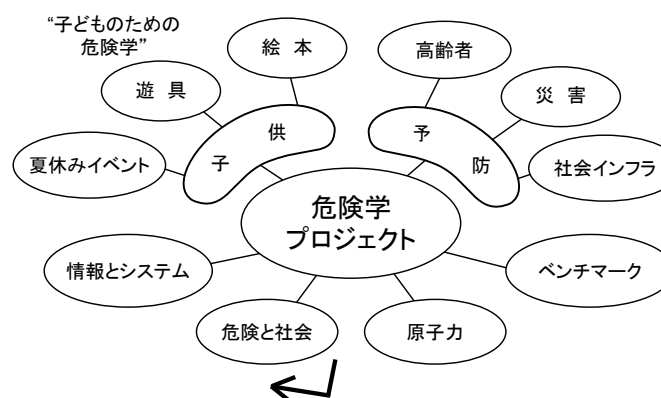 “子どものための
危険学”
絵 本
高齢者
遊 具
災 害
子 供
予 防
夏休みイベント
社会インフラ
危険学
プロジェクト
情報とシステム
ベンチマーク
危険と社会
原子力